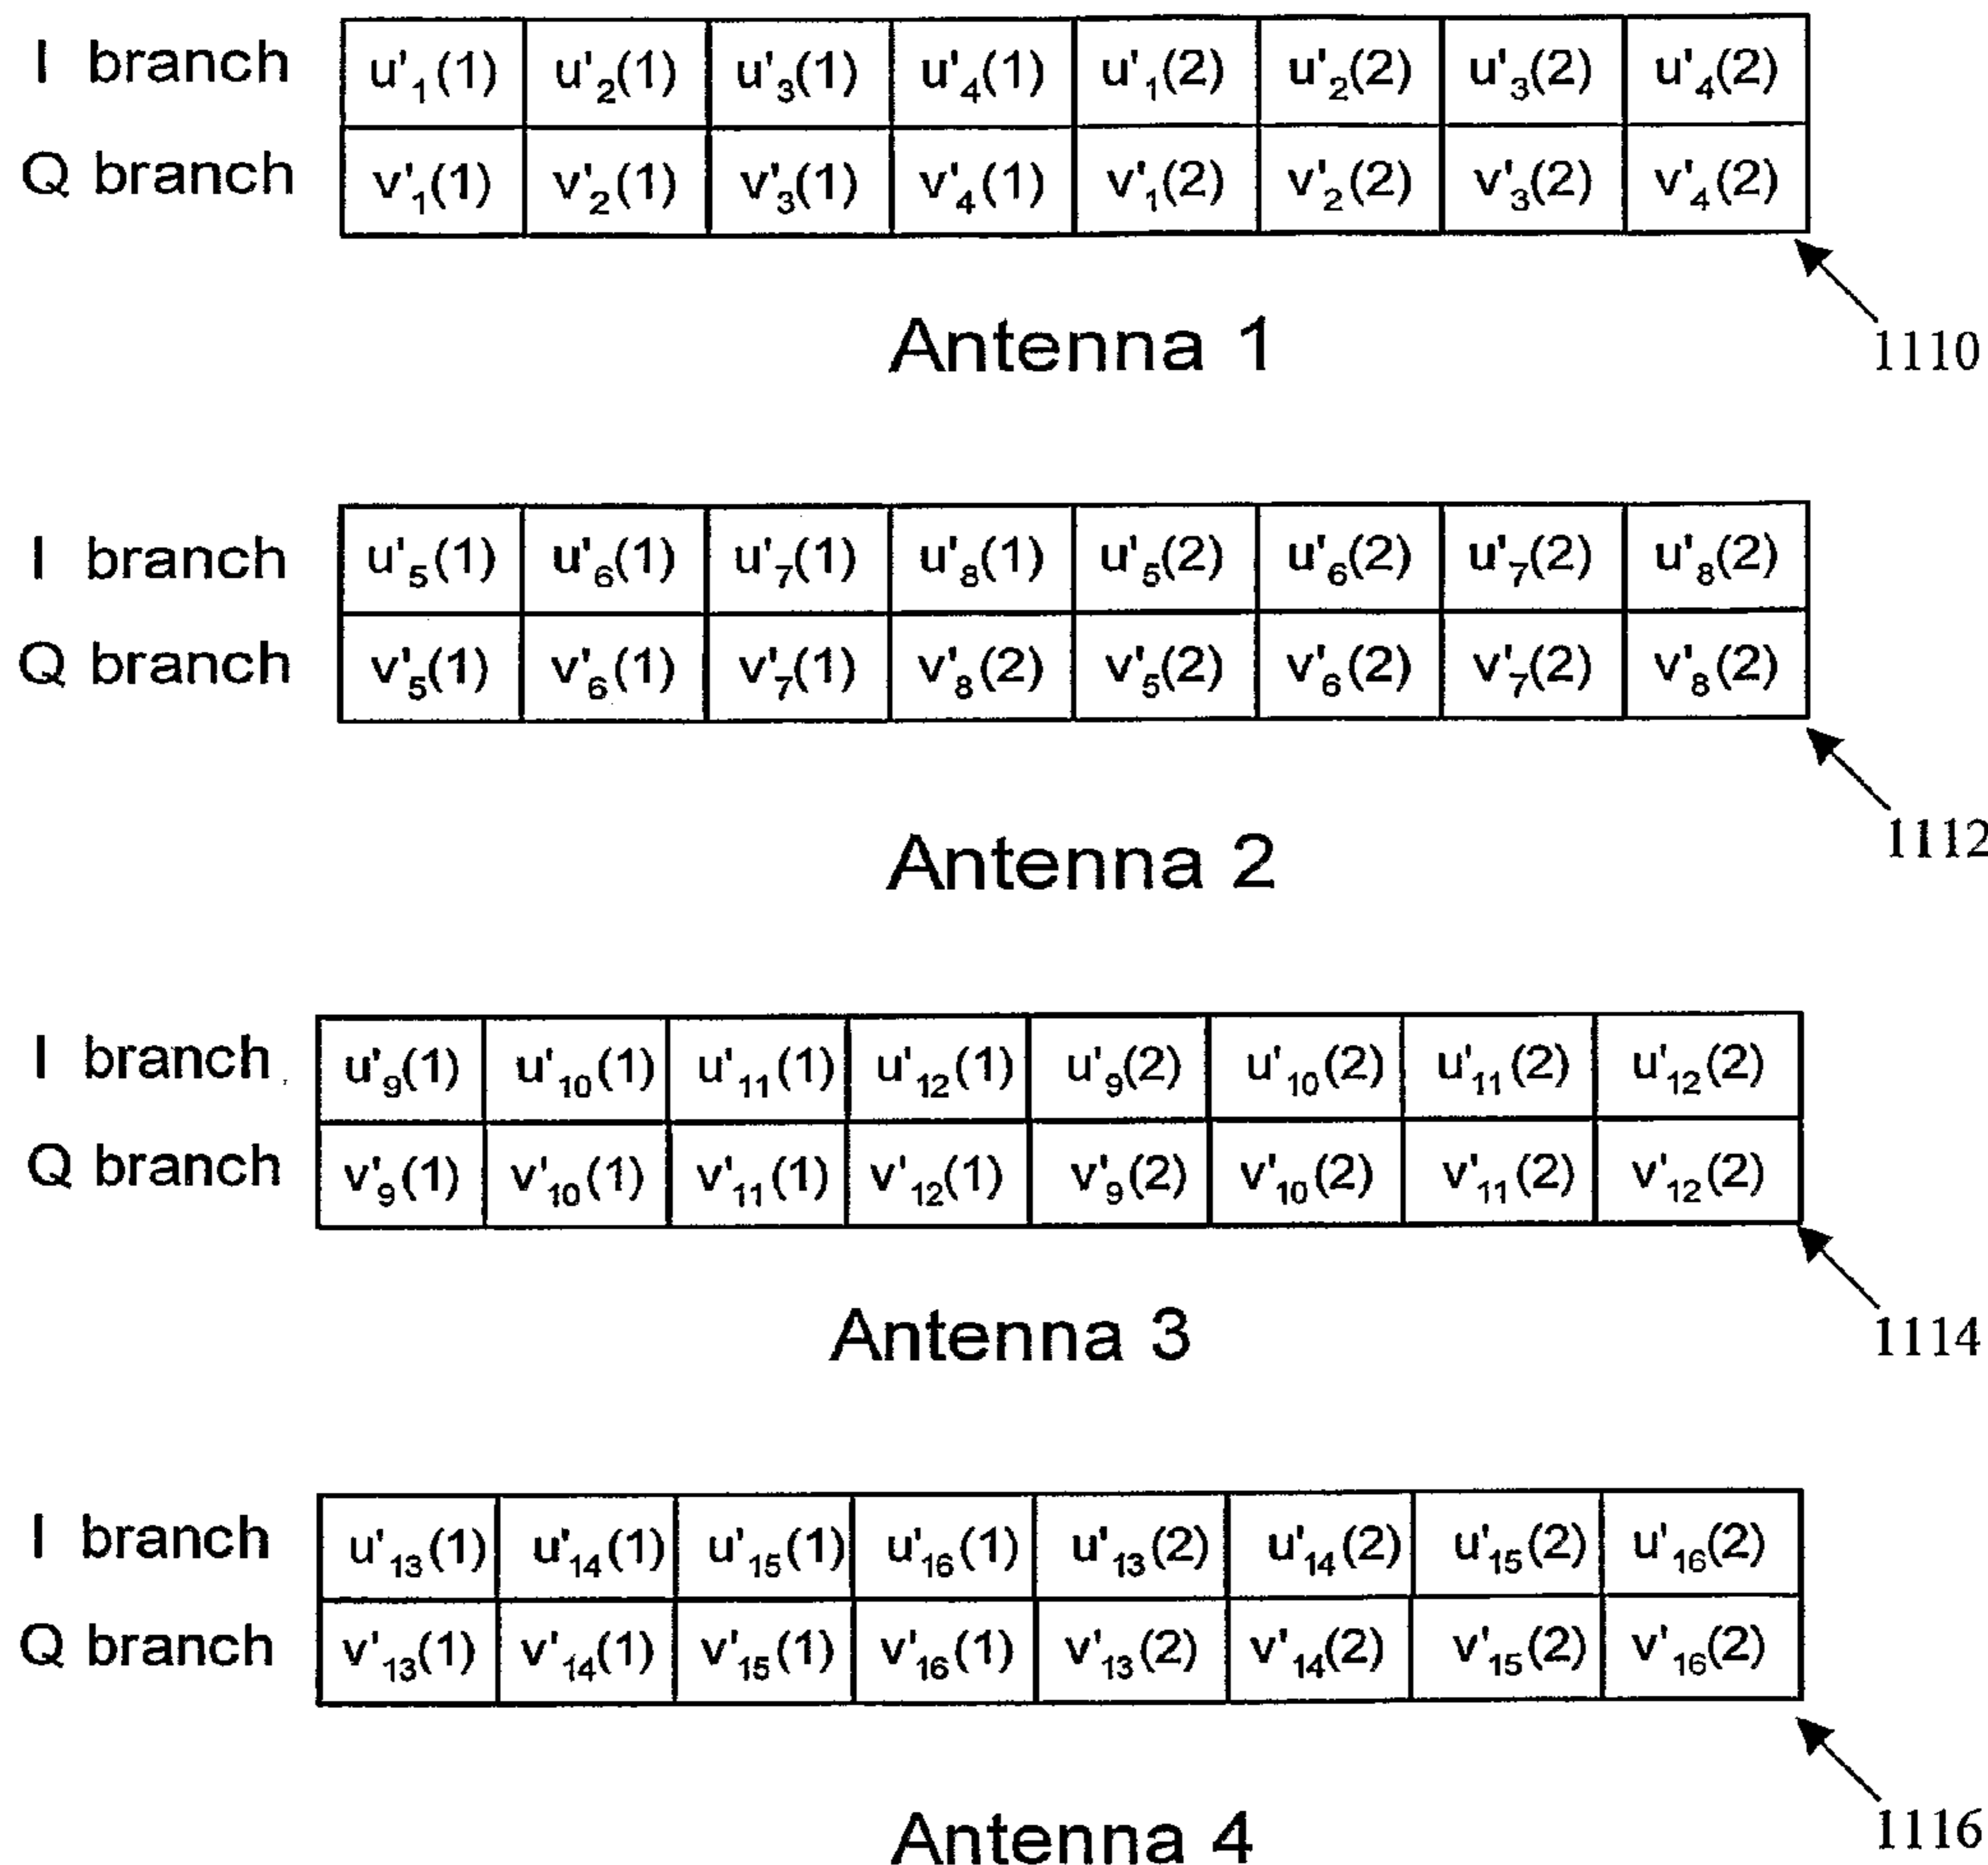 I branch u'₁(1) u'₂(1) u'₃(1) u'₄(1) u'₁(2) u'₂(2) u'₃(2) u'₄(2)
Q branch v'₁(1) v'₂(1) v'₃(1) v'₄(1) v'₁(2) v'₂(2) v'₃(2) v'₄(2)
Antenna 1
1110
I branch u'₅(1) u'₆(1) u'₇(1) u'₈(1) u'₅(2) u'₆(2) u'₇(2) u'₈(2)
Q branch v'₅(1) v'₆(1) v'₇(1) v'₈(2) v'₅(2) v'₆(2) v'₇(2) v'₈(2)
Antenna 2
1112
I branch u'₉(1) u'₁₀(1) u'₁₁(1) u'₁₂(1) u'₉(2) u'₁₀(2) u'₁₁(2) u'₁₂(2)
Q branch v'₉(1) v'₁₀(1) v'₁₁(1) v'₁₂(1) v'₉(2) v'₁₀(2) v'₁₁(2) v'₁₂(2)
Antenna 3
1114
I branch u'₁₃(1) u'₁₄(1) u'₁₅(1) u'₁₆(1) u'₁₃(2) u'₁₄(2) u'₁₅(2) u'₁₆(2)
Q branch v'₁₃(1) v'₁₄(1) v'₁₅(1) v'₁₆(1) v'₁₃(2) v'₁₄(2) v'₁₅(2) v'₁₆(2)
Antenna 4
1116